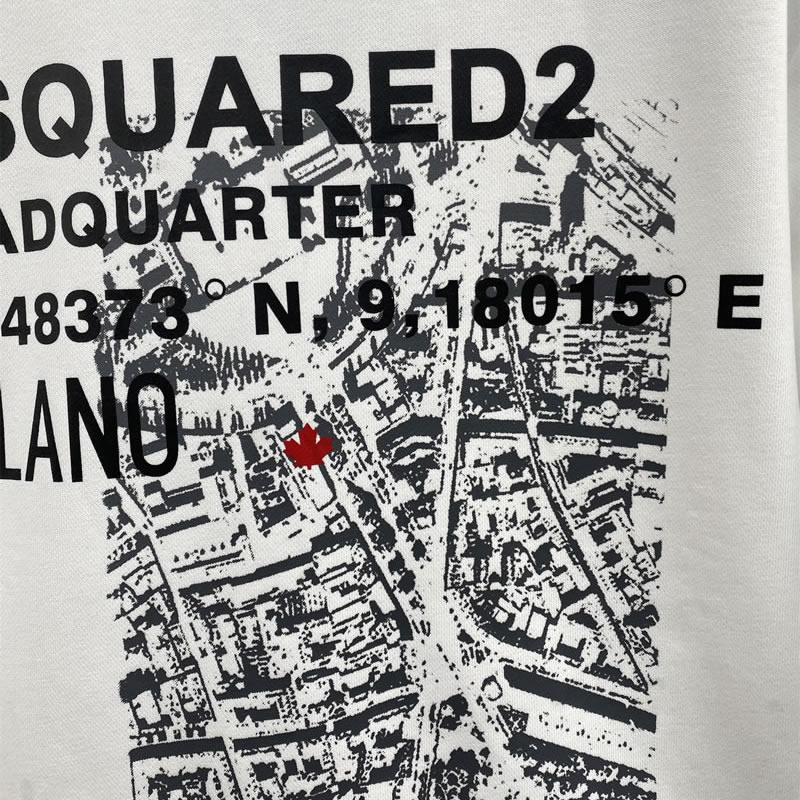 SQUARED2
ADQUARTER
48373° N, 9,18015° E
LANO